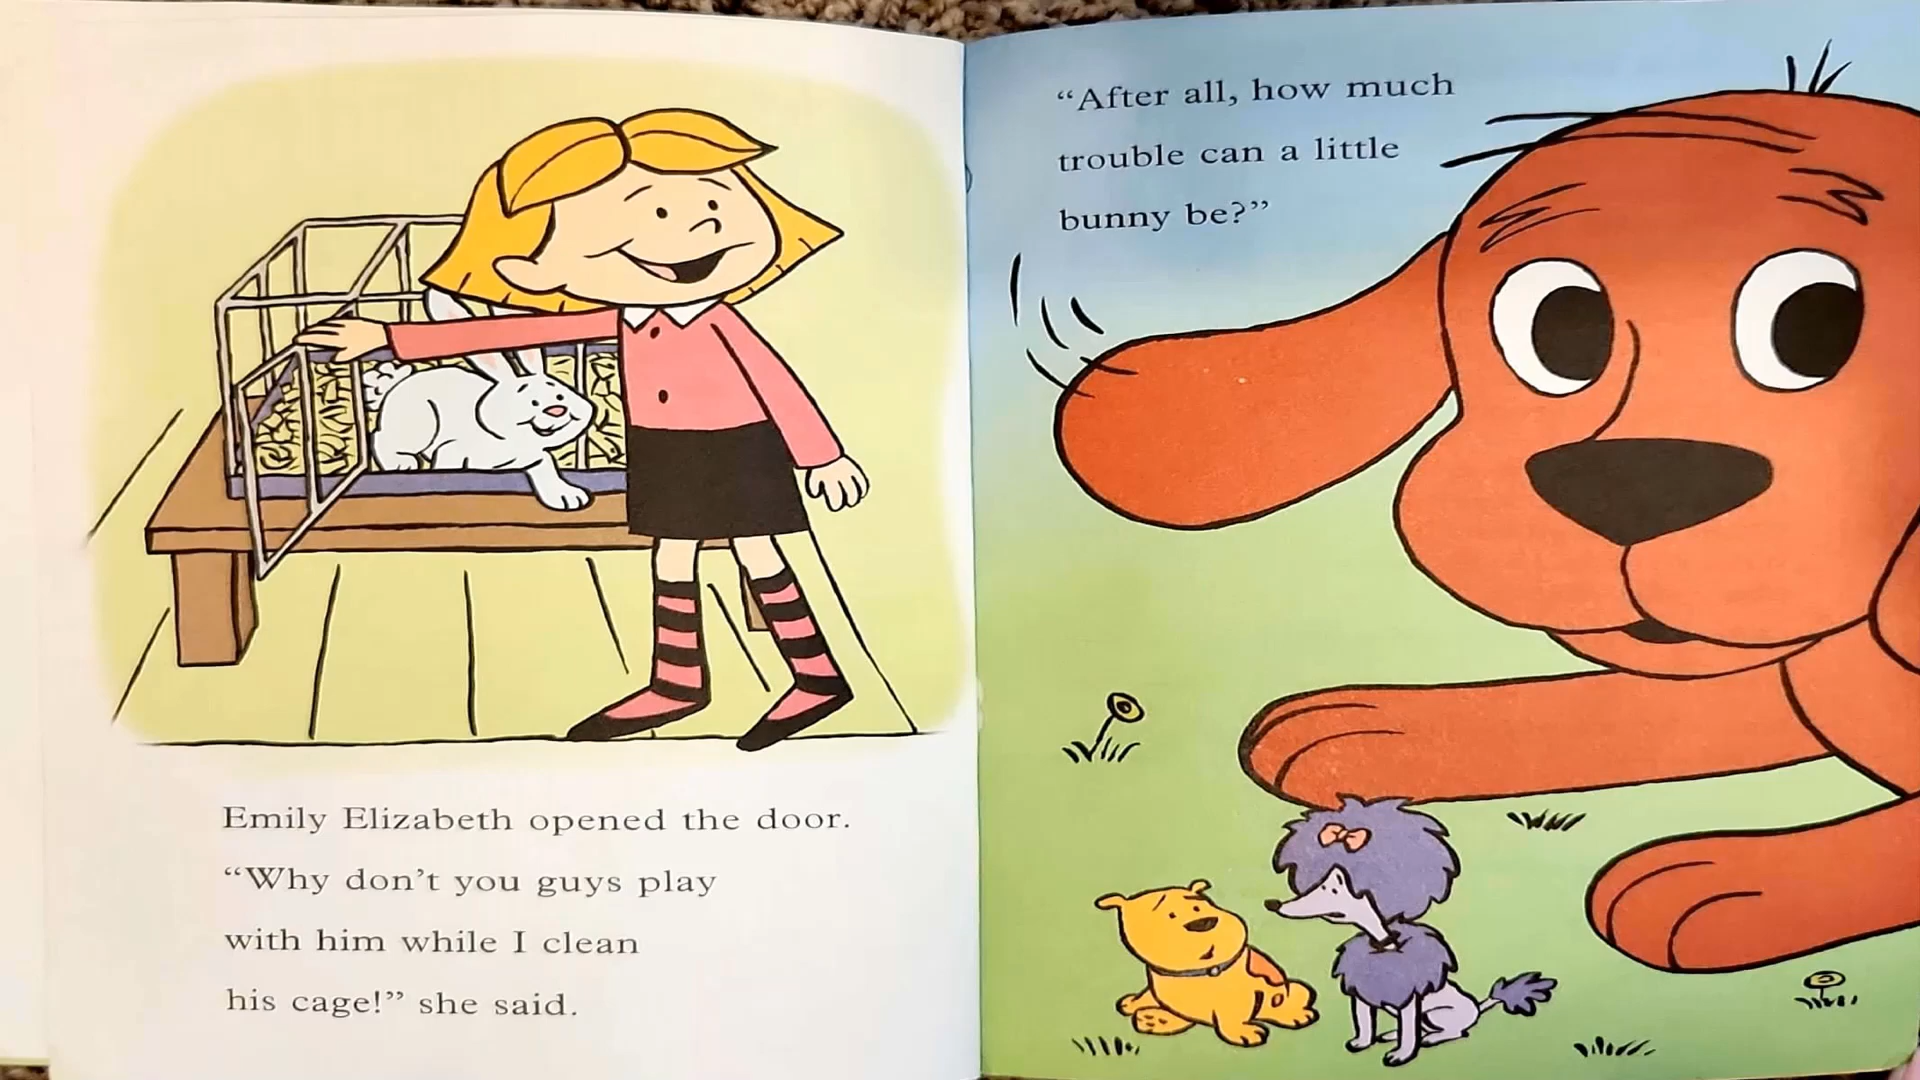 Emily Elizabeth opened the door.
“Why don’t you guys play
with him while I clean
his cage!” she said.
“After all, how much
trouble can a little
bunny be?”